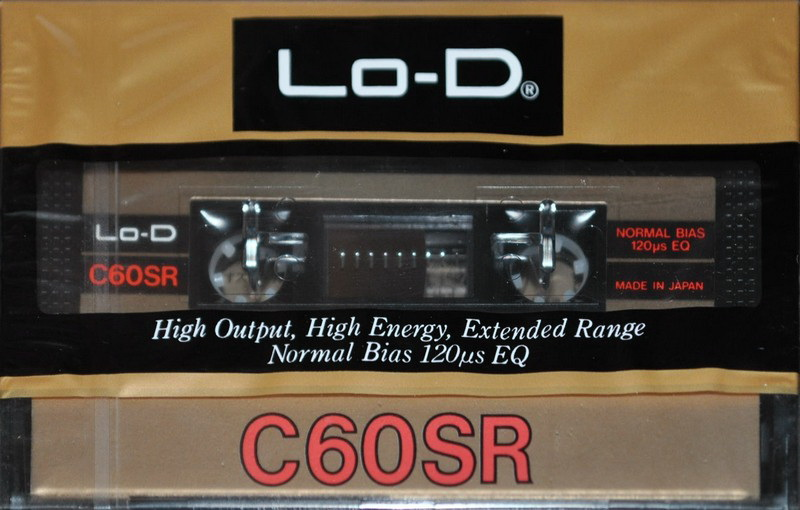 Lo-D®
Lo-D
C60SR
NORMAL BIAS
120µs EQ
MADE IN JAPAN
High Output, High Energy, Extended Range
Normal Bias 120µs EQ
C60SR